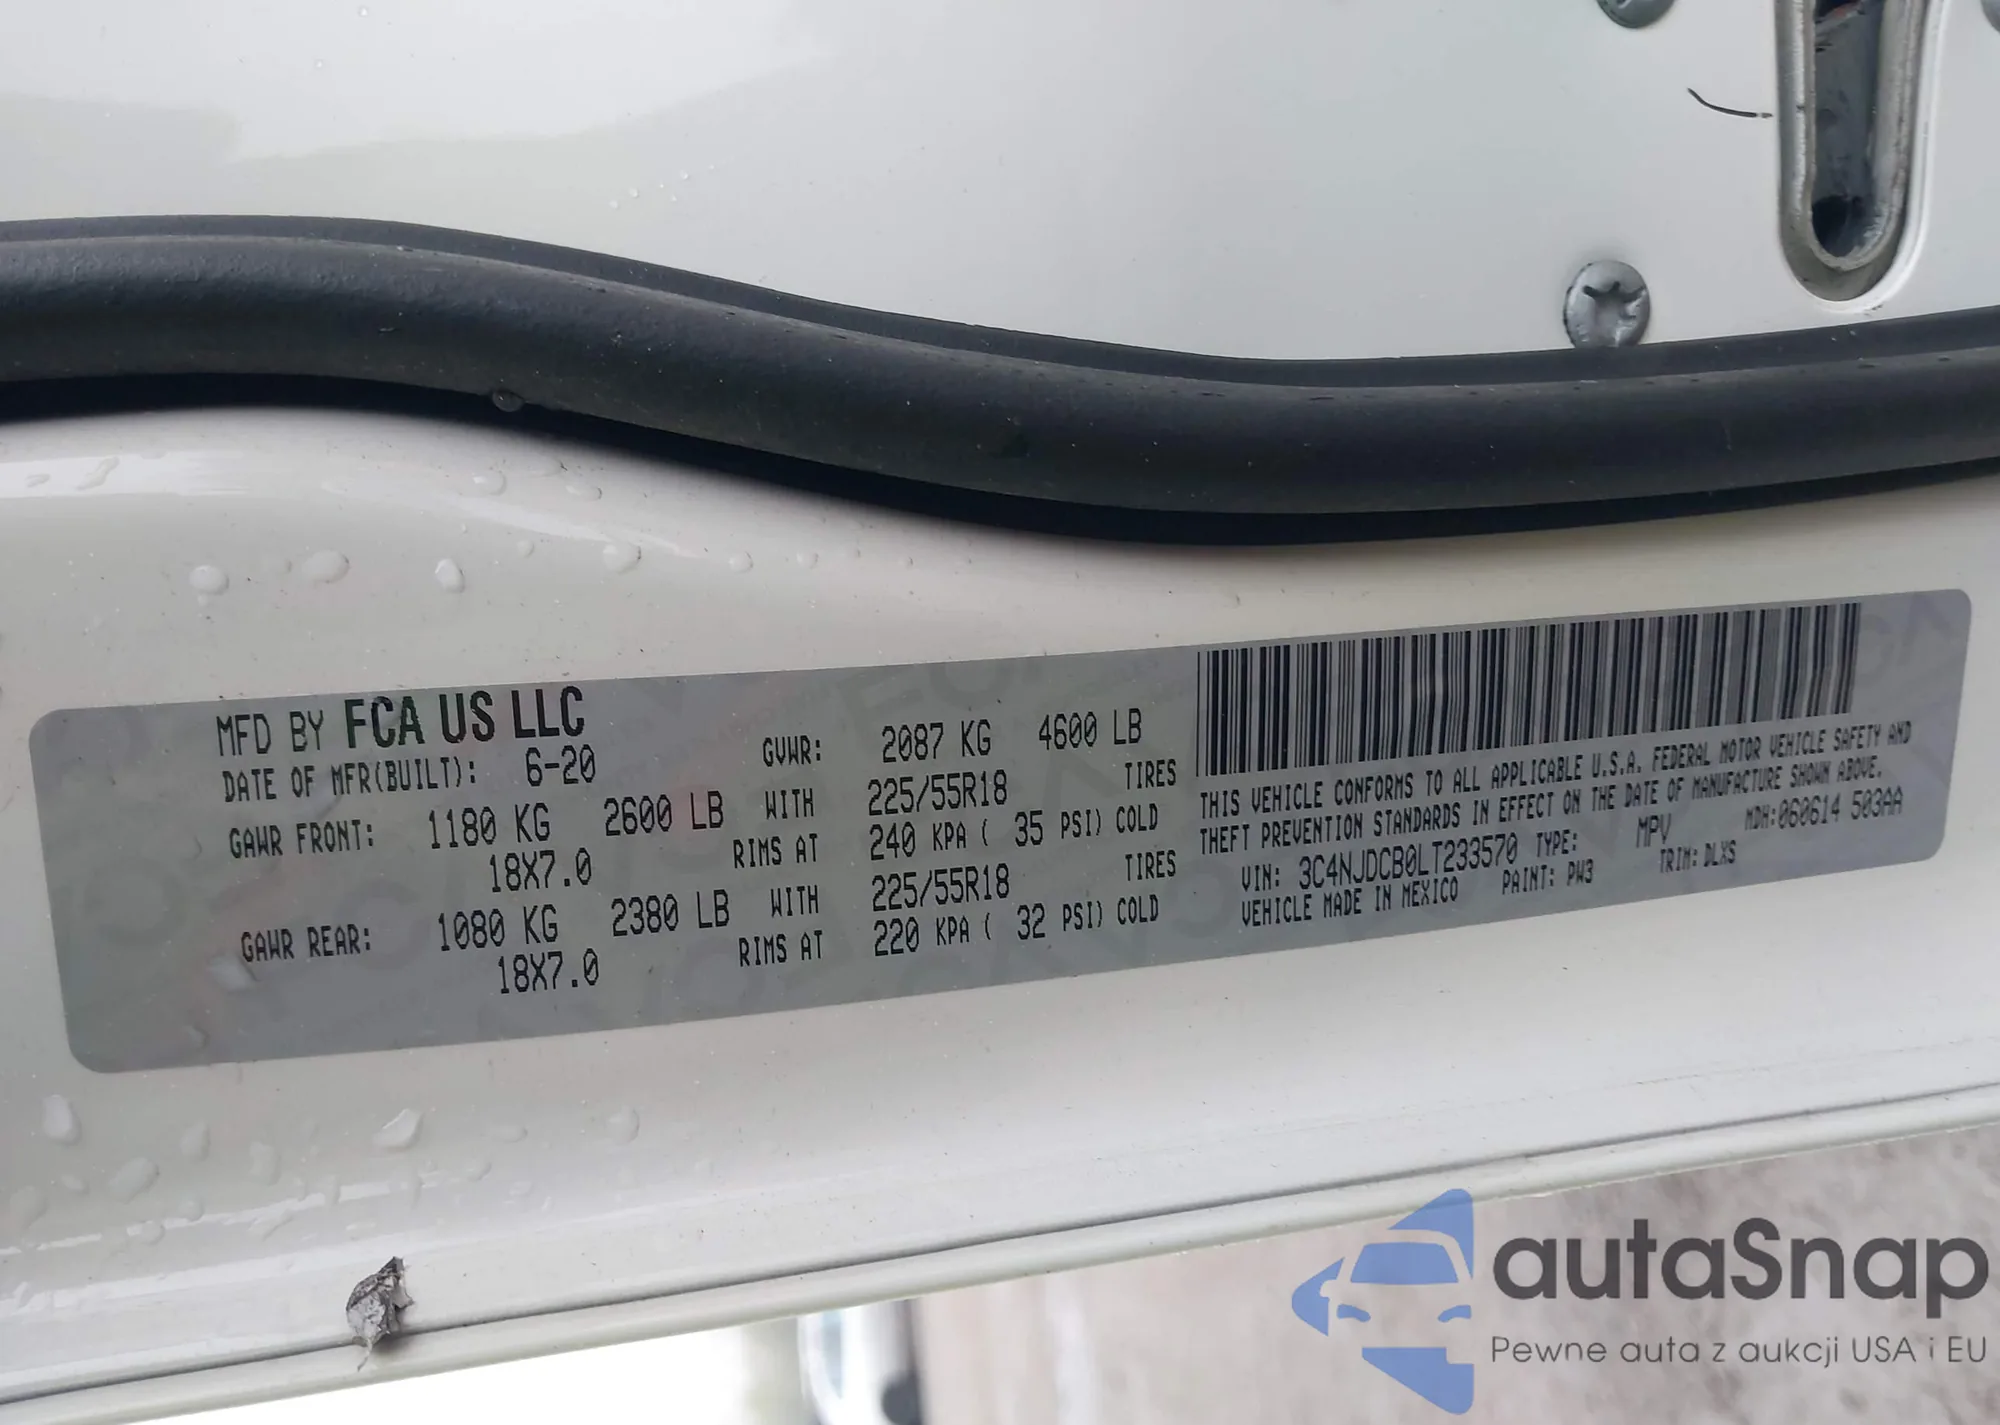 MFD BY FCA US LLC
DATE OF MFR(BUILT): 6-20 GVWR: 2087 KG 4600 LB
GAWR FRONT: 1180 KG 2600 LB WITH 225/55R18 TIRES
18X7.0 RIMS AT 240 KPA ( 35 PSI) COLD
GAWR REAR: 1080 KG 2380 LB WITH 225/55R18 TIRES
18X7.0 RIMS AT 220 KPA ( 32 PSI) COLD
THIS VEHICLE CONFORMS TO ALL APPLICABLE U.S.A. FEDERAL MOTOR VEHICLE SAFETY AND
THEFT PREVENTION STANDARDS IN EFFECT ON THE DATE OF MANUFACTURE SHOWN ABOVE.
VIN: 3C4NJDCB0LT233570 TYPE: MPV MDH:060614 503AA
VEHICLE MADE IN MEXICO PAINT: PW3 TRIM: DLXS
autoSnap
Pewne auta z aukcji USA i EU